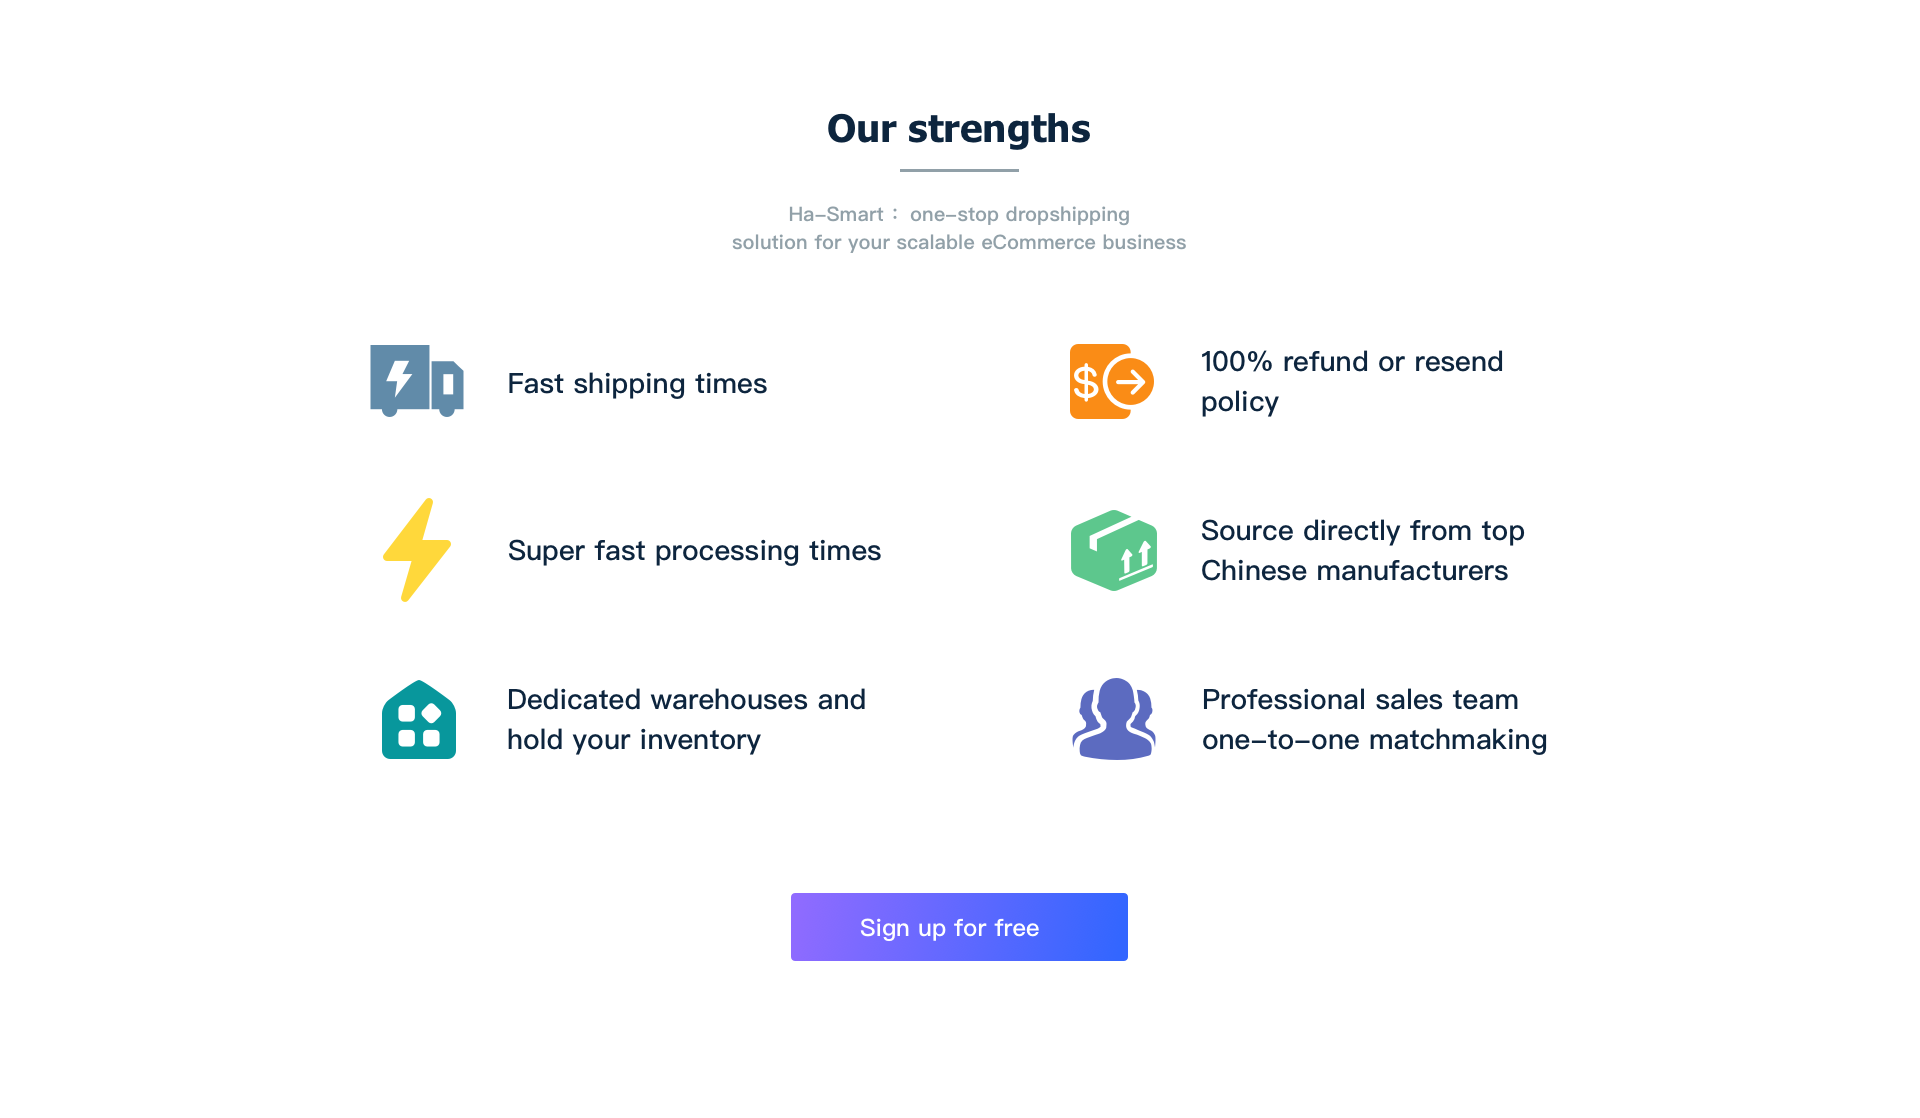 Our strengths
Ha-Smart： one-stop dropshipping
solution for your scalable eCommerce business
Fast shipping times
100% refund or resend
policy
Super fast processing times
Source directly from top
Chinese manufacturers
Dedicated warehouses and
hold your inventory
Professional sales team
one-to-one matchmaking
Sign up for free